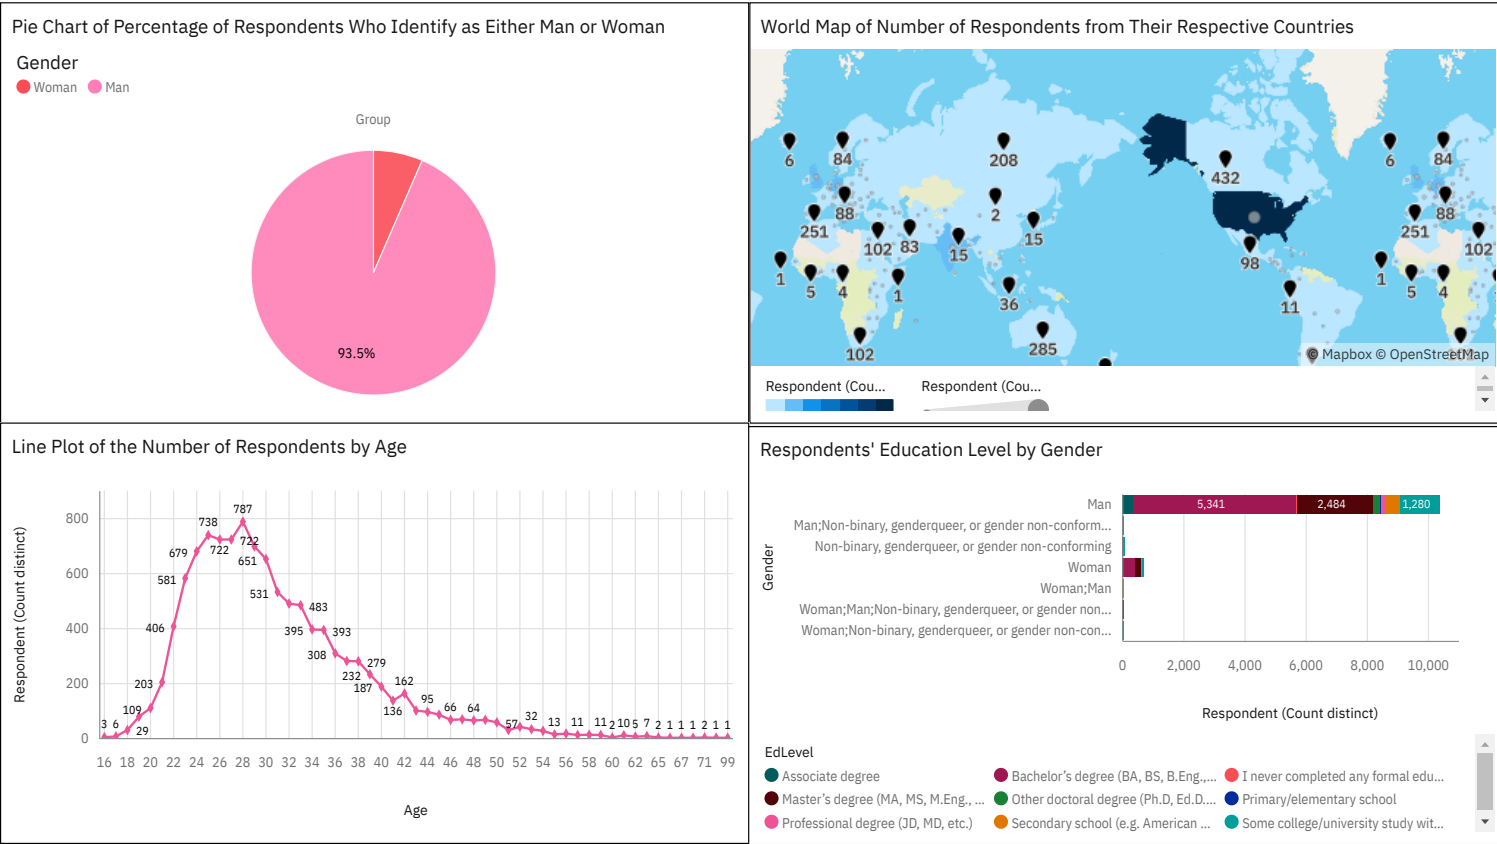 Pie Chart of Percentage of Respondents Who Identify as Either Man or Woman
Gender
Woman Man
Group
93.5%
World Map of Number of Respondents from Their Respective Countries
6 84 208 432 6 84
88 2 88
251 102 83 15 15 98 251 102
1 5 4 1 36 11 1 5 4
102 285
© Mapbox © OpenStreetMap
Respondent (Cou... Respondent (Cou...
Line Plot of the Number of Respondents by Age
Respondent (Count distinct)
800
600
400
200
0
3 6 29 109 203 406 581 679 738 722 787 722 651 531 483 395 393 308 279 232 187 136 162 95 66 64 57 32 13 11 11 2 10 5 7 2 1 1 1 2 1 1
16 18 20 22 24 26 28 30 32 34 36 38 40 42 44 46 48 50 52 54 56 58 60 62 65 67 71 99
Age
Respondents' Education Level by Gender
Gender
Man 5,341 2,484 1,280
Man;Non-binary, genderqueer, or gender non-conform...
Non-binary, genderqueer, or gender non-conforming
Woman
Woman;Man
Woman;Man;Non-binary, genderqueer, or gender non...
Woman;Non-binary, genderqueer, or gender non-con...
0 2,000 4,000 6,000 8,000 10,000
Respondent (Count distinct)
EdLevel
Associate degree Bachelor’s degree (BA, BS, B.Eng.,... I never completed any formal edu...
Master’s degree (MA, MS, M.Eng., ... Other doctoral degree (Ph.D, Ed.D.... Primary/elementary school
Professional degree (JD, MD, etc.) Secondary school (e.g. American ... Some college/university study wit...